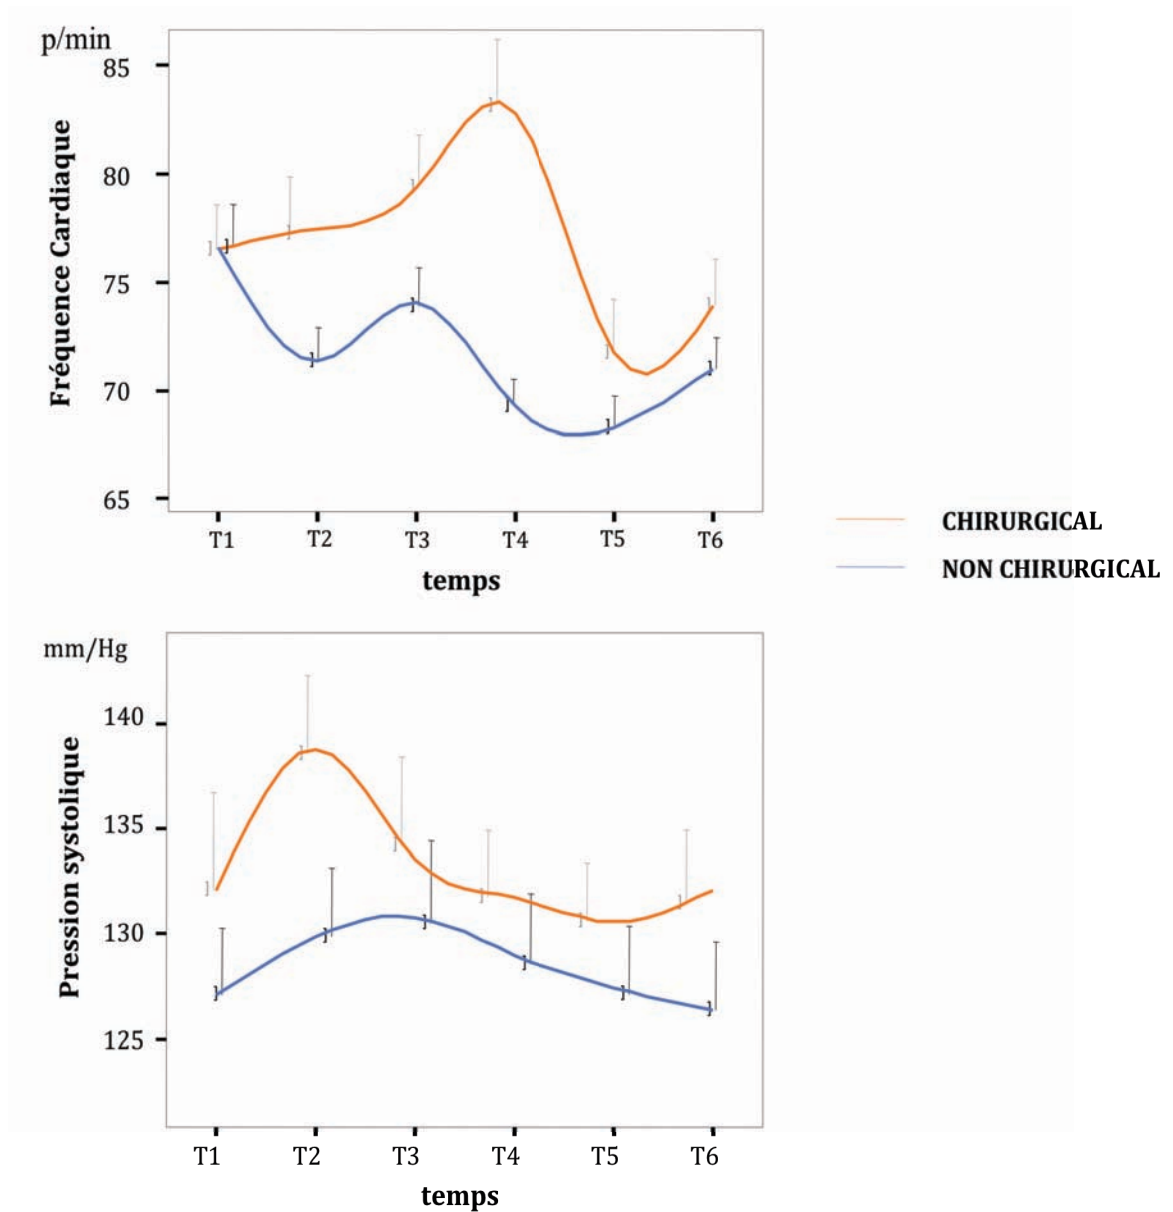 p/min
85
80
75
70
65
Fréquence Cardiaque
T1 T2 T3 T4 T5 T6
temps
CHIRURGICAL
NON CHIRURGICAL
mm/Hg
140
135
130
125
Pression systolique
T1 T2 T3 T4 T5 T6
temps